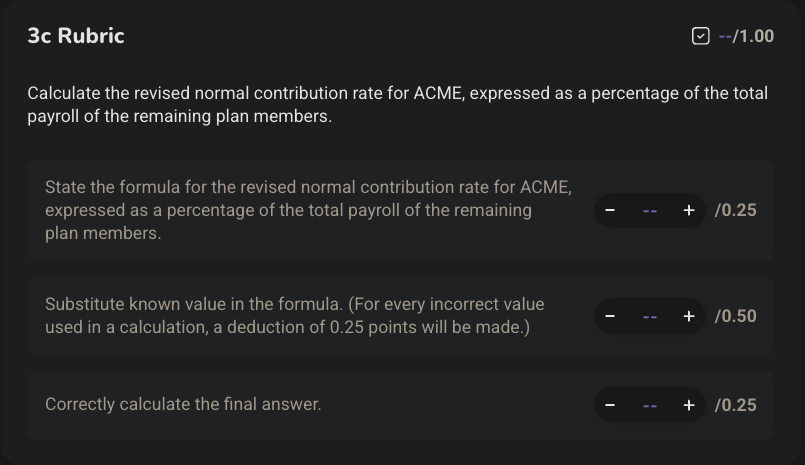 3c Rubric
--/1.00
Calculate the revised normal contribution rate for ACME, expressed as a percentage of the total
payroll of the remaining plan members.
State the formula for the revised normal contribution rate for ACME,
expressed as a percentage of the total payroll of the remaining
plan members.
− -- + /0.25
Substitute known value in the formula. (For every incorrect value
used in a calculation, a deduction of 0.25 points will be made.)
− -- + /0.50
Correctly calculate the final answer.
− -- + /0.25